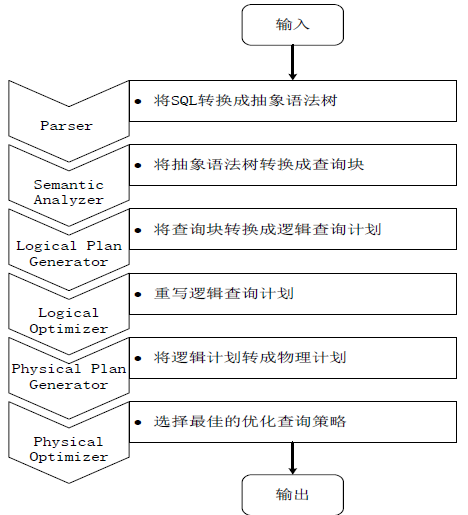 输入
• 将SQL转换成抽象语法树
Parser
• 将抽象语法树转换成查询块
Semantic
Analyzer
• 将查询块转换成逻辑查询计划
Logical Plan
Generator
• 重写逻辑查询计划
Logical
Optimizer
• 将逻辑计划转成物理计划
Physical Plan
Generator
• 选择最佳的优化查询策略
Physical
Optimizer
输出